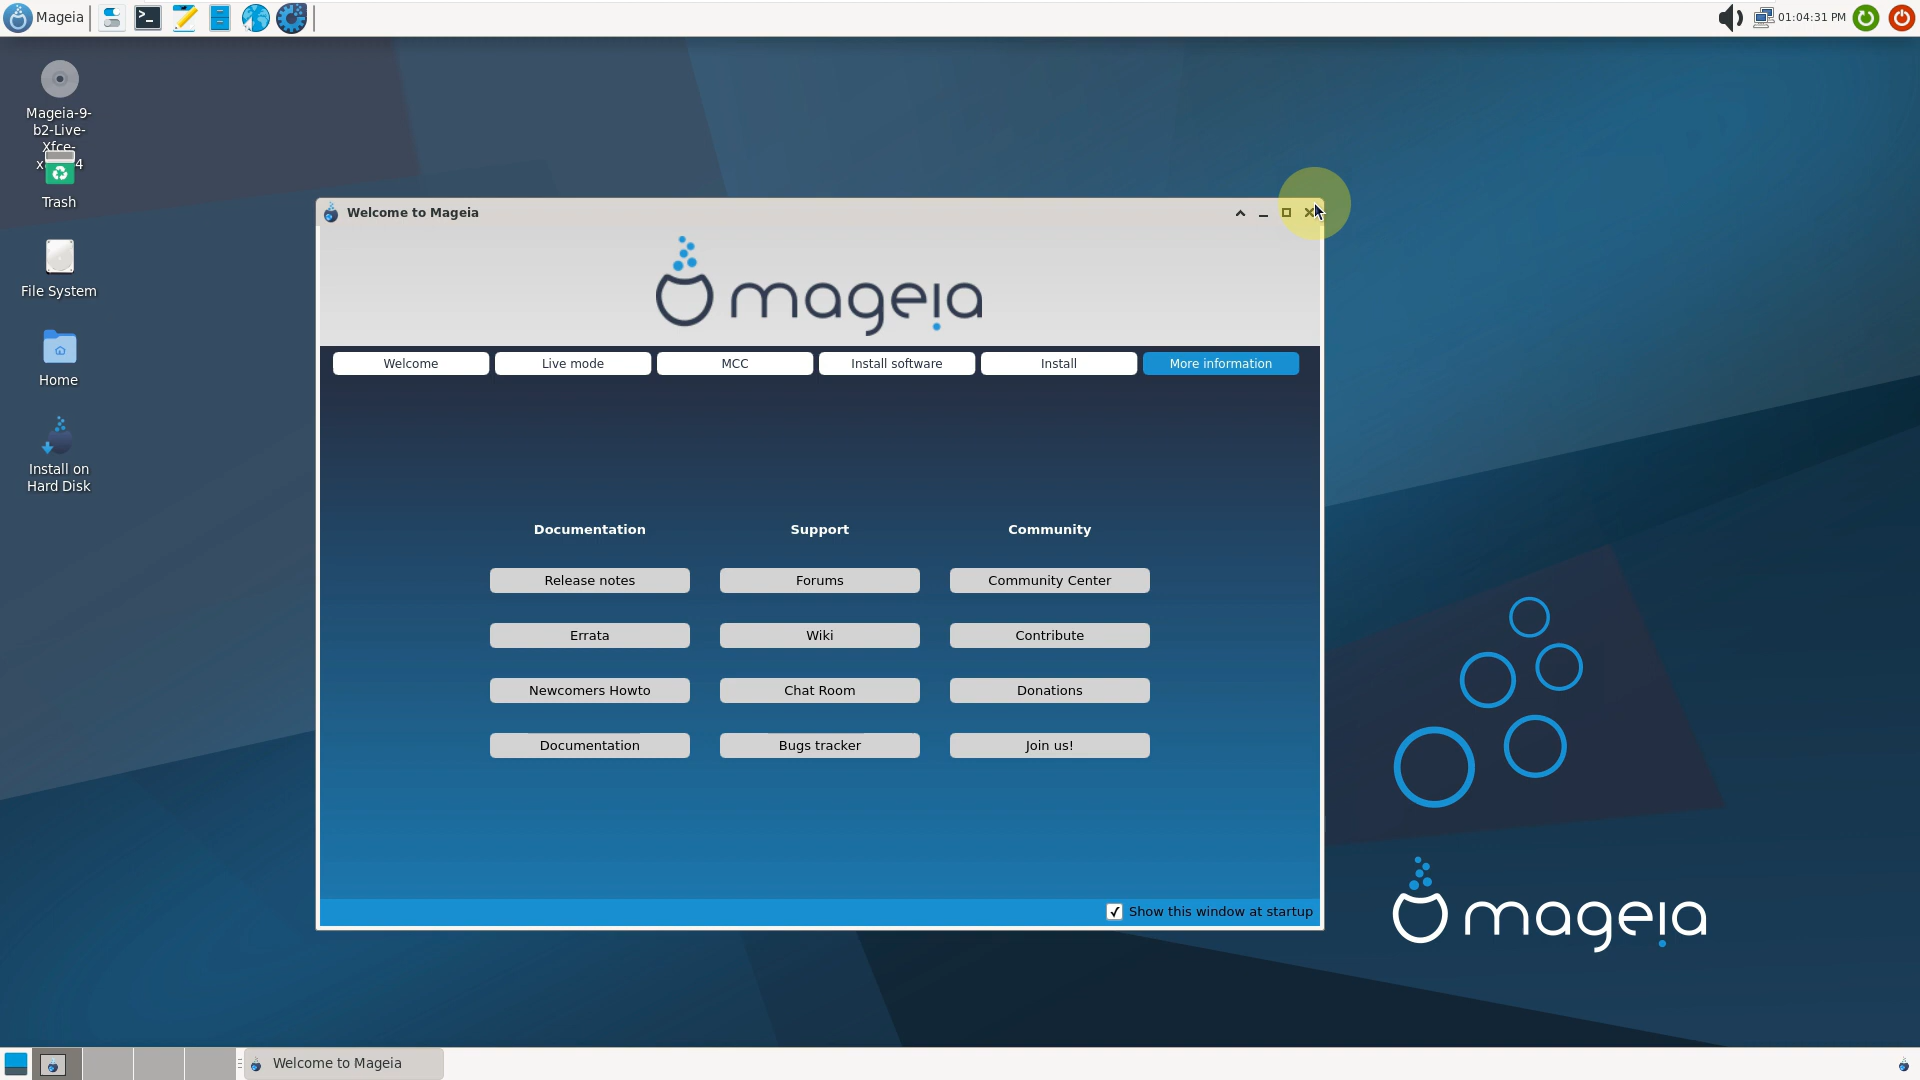 Mageia
01:04:31 PM
Mageia-9-
b2-Live-
Xfce-
Trash
File System
Home
Install on
Hard Disk
Welcome to Mageia
mageia
Welcome
Live mode
MCC
Install software
Install
More information
Documentation
Support
Community
Release notes
Forums
Community Center
Errata
Wiki
Contribute
Newcomers Howto
Chat Room
Donations
Documentation
Bugs tracker
Join us!
Show this window at startup
mageia
Welcome to Mageia